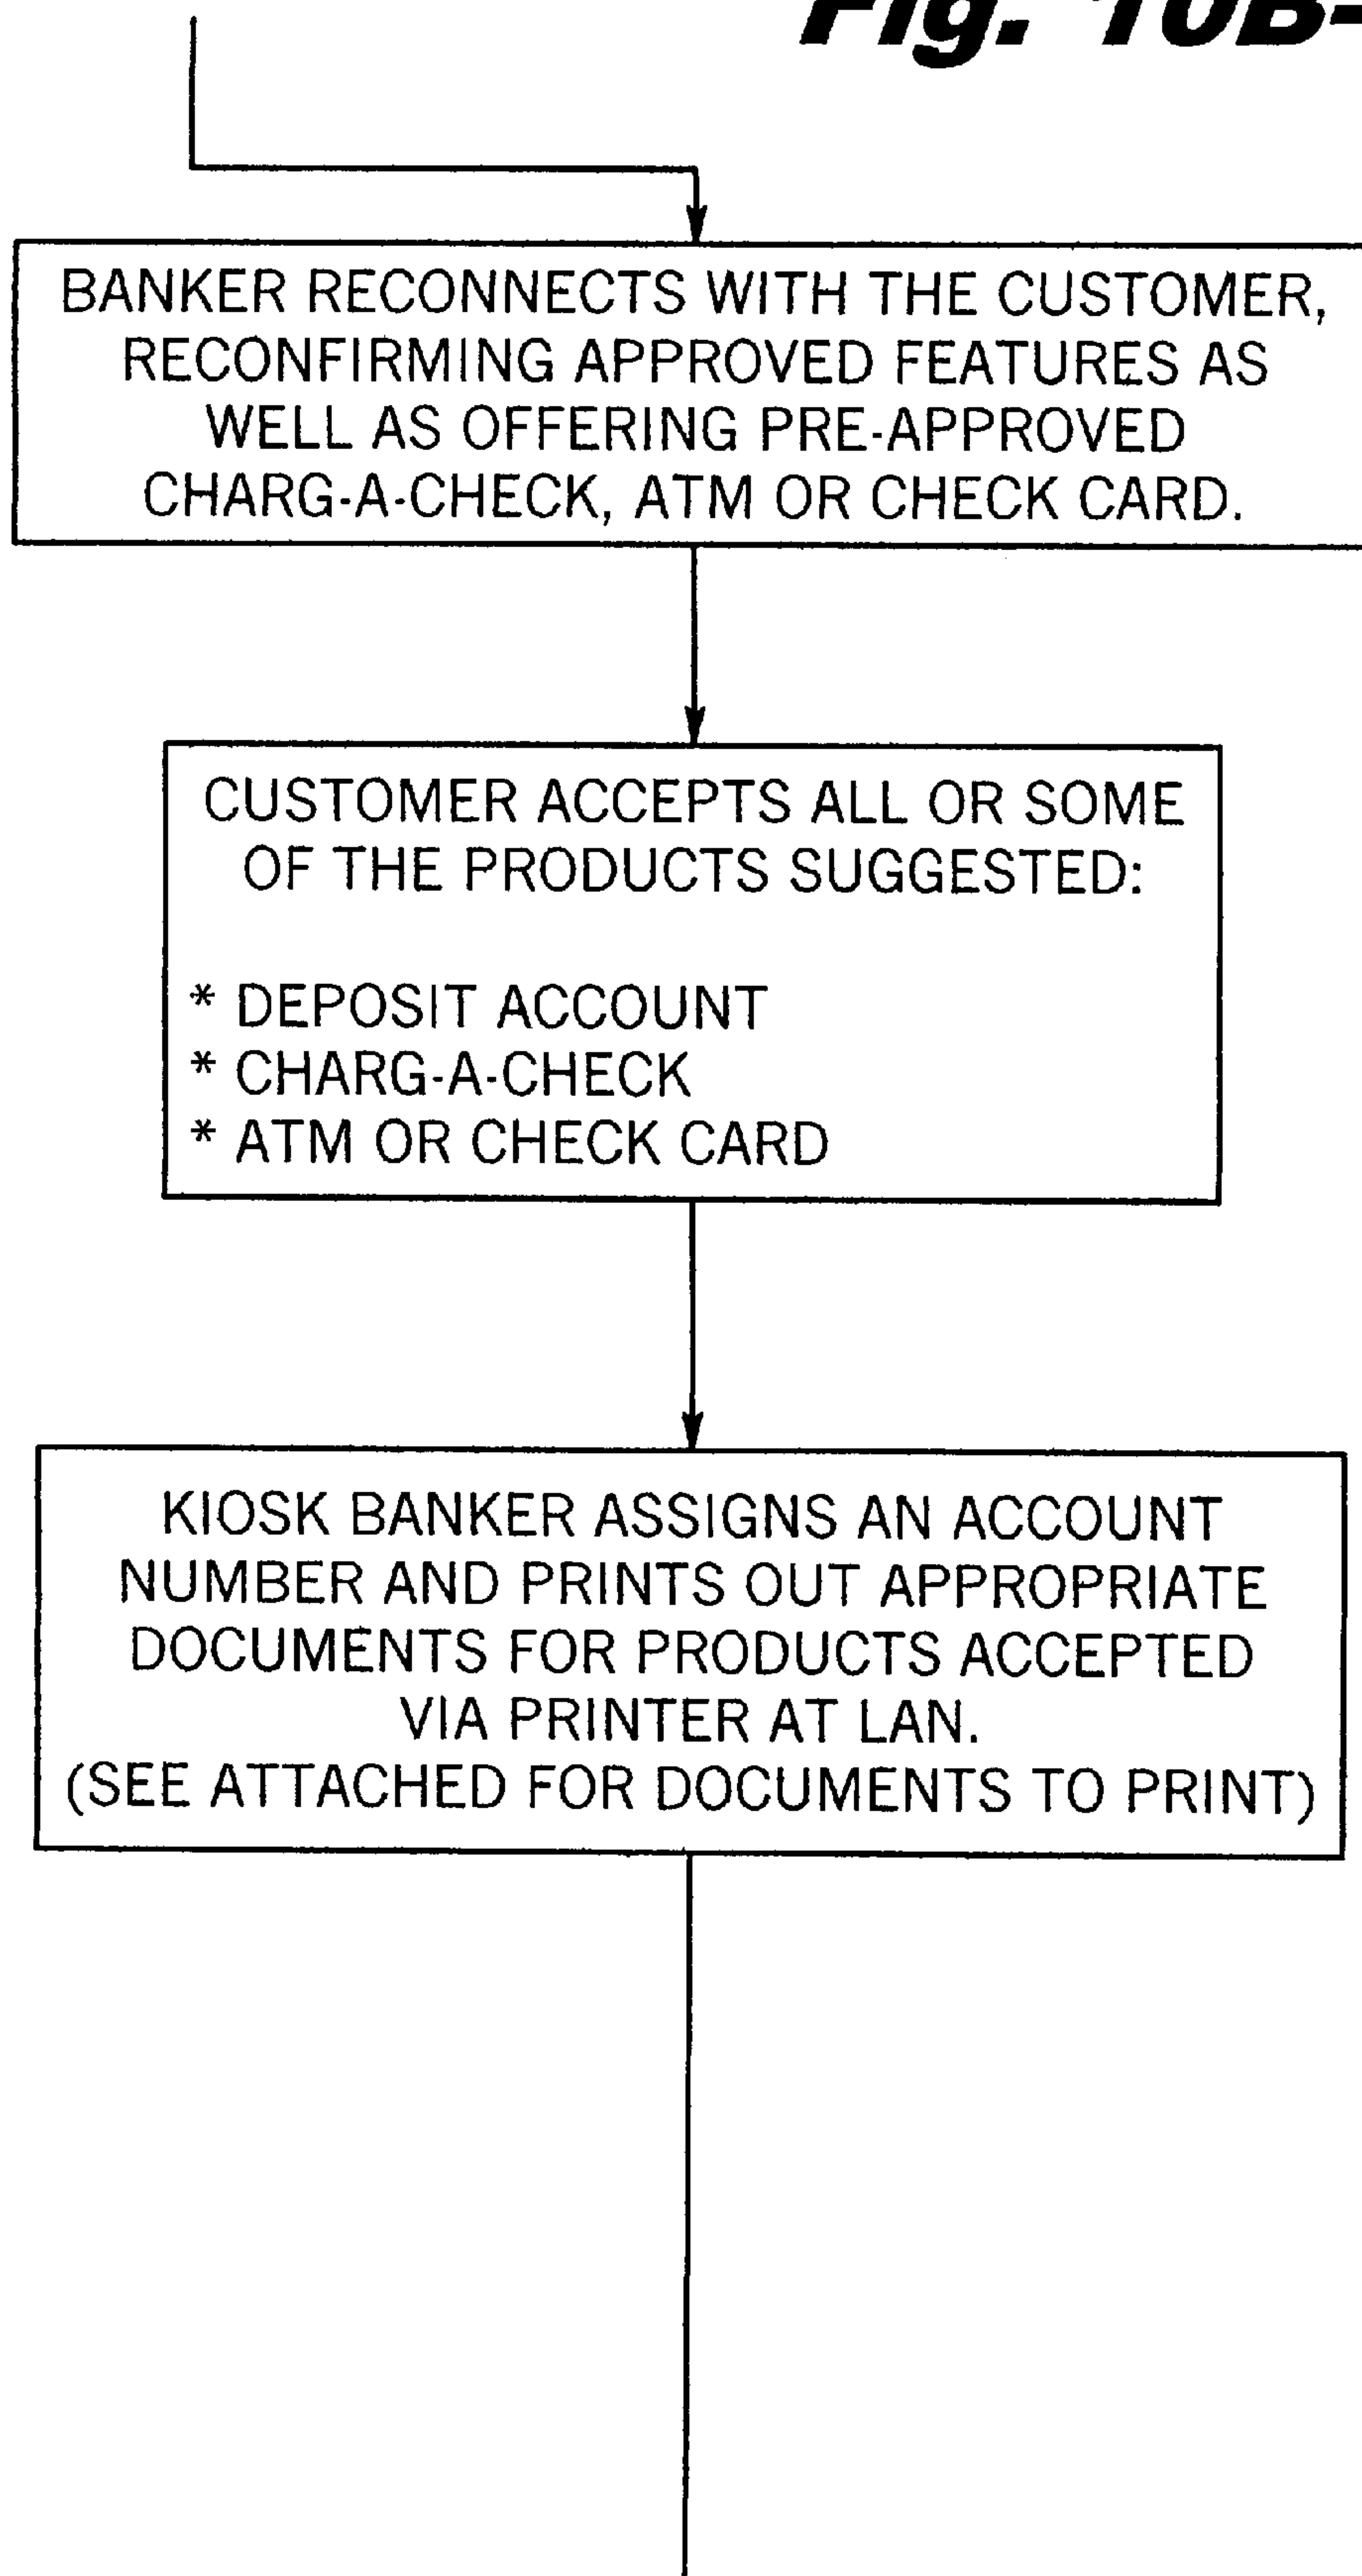 Fig. 10B-
BANKER RECONNECTS WITH THE CUSTOMER,
RECONFIRMING APPROVED FEATURES AS
WELL AS OFFERING PRE-APPROVED
CHARG-A-CHECK, ATM OR CHECK CARD.
CUSTOMER ACCEPTS ALL OR SOME
OF THE PRODUCTS SUGGESTED:
* DEPOSIT ACCOUNT
* CHARG-A-CHECK
* ATM OR CHECK CARD
KIOSK BANKER ASSIGNS AN ACCOUNT
NUMBER AND PRINTS OUT APPROPRIATE
DOCUMENTS FOR PRODUCTS ACCEPTED
VIA PRINTER AT LAN.
(SEE ATTACHED FOR DOCUMENTS TO PRINT)